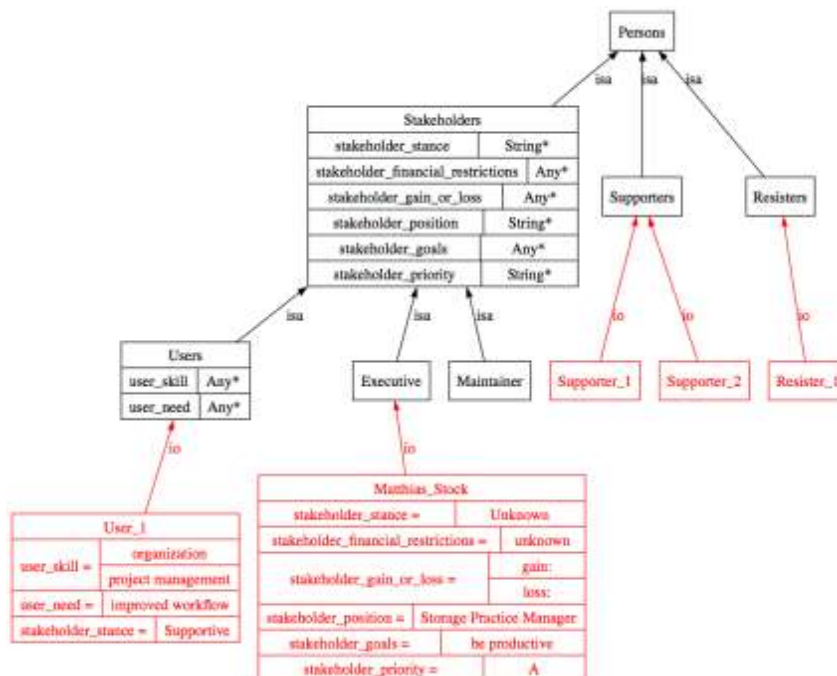 Persons
isa
isa
isa
Stakeholders
stakeholder_stance String*
stakeholder_financial_restrictions Any*
stakeholder_gain_or_loss Any*
stakeholder_position String*
stakeholder_goals Any*
stakeholder_priority String*
Supporters
Resisters
isa
isa
isa
io
io
io
Users
user_skill Any*
user_need Any*
Executive
Maintainer
Supporter_1
Supporter_2
Resister_1
io
io
User_1
user_skill = organization
project management
user_need = improved workflow
stakeholder_stance = Supportive
Matthias_Stock
stakeholder_stance = Unknown
stakeholder_financial_restrictions = unknown
stakeholder_gain_or_loss = gain:
loss:
stakeholder_position = Storage Practice Manager
stakeholder_goals = be productive
stakeholder_priority = A